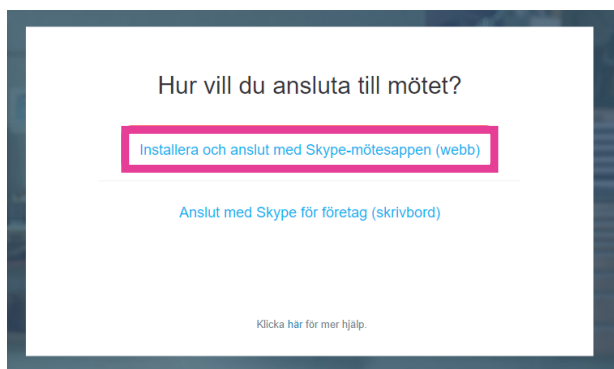 Hur vill du ansluta till mötet?
Installera och anslut med Skype-mötesappen (webb)
Anslut med Skype för företag (skrivbord)
Klicka här för mer hjälp.